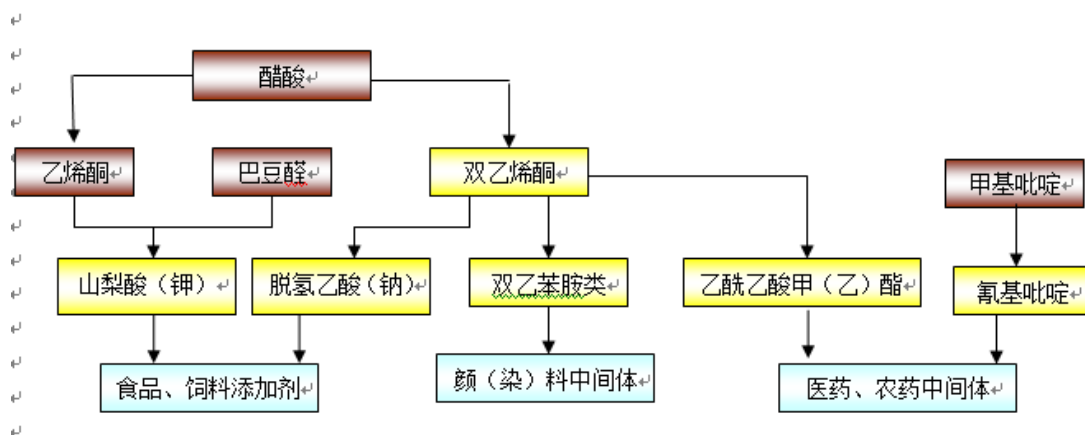 醋酸
乙烯酮
巴豆醛
双乙烯酮
甲基吡啶
山梨酸（钾）
脱氢乙酸（钠）
双乙苯胺类
乙酰乙酸甲（乙）酯
氰基吡啶
食品、饲料添加剂
颜（染）料中间体
医药、农药中间体